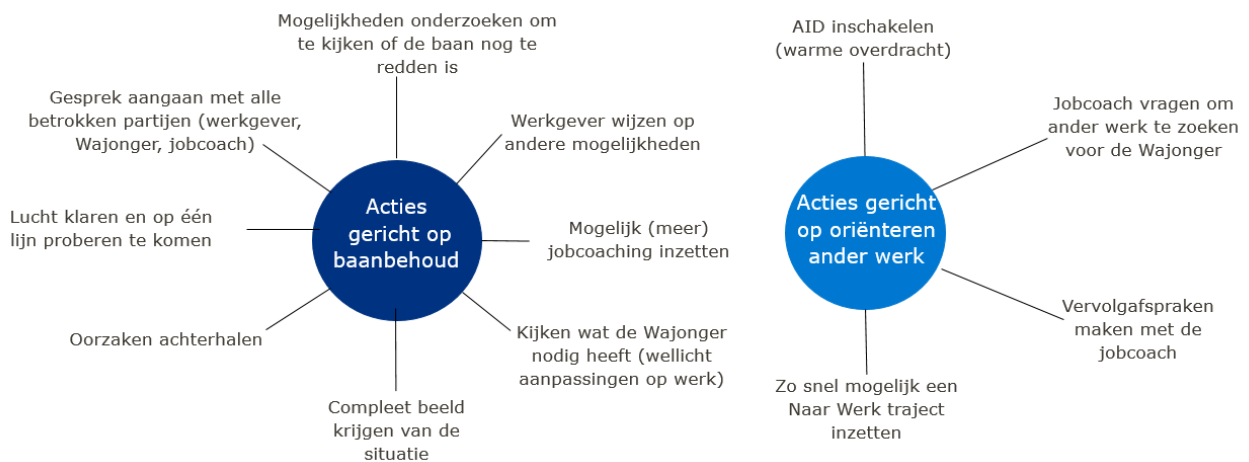 Mogelijkheden onderzoeken om
te kijken of de baan nog te
redden is
Gesprek aangaan met alle
betrokken partijen (werkgever,
Wajonger, jobcoach)
Werkgever wijzen op
andere mogelijkheden
Lucht klaren en op één
lijn proberen te komen
Acties
gericht op
baanbehoud
Mogelijk (meer)
jobcoaching inzetten
Oorzaken achterhalen
Kijken wat de Wajonger
nodig heeft (wellicht
aanpassingen op werk)
Compleet beeld
krijgen van de
situatie
AID inschakelen
(warme overdracht)
Jobcoach vragen om
ander werk te zoeken
voor de Wajonger
Acties gericht
op oriënteren
ander werk
Vervolgafspraken
maken met de
jobcoach
Zo snel mogelijk een
Naar Werk traject
inzetten